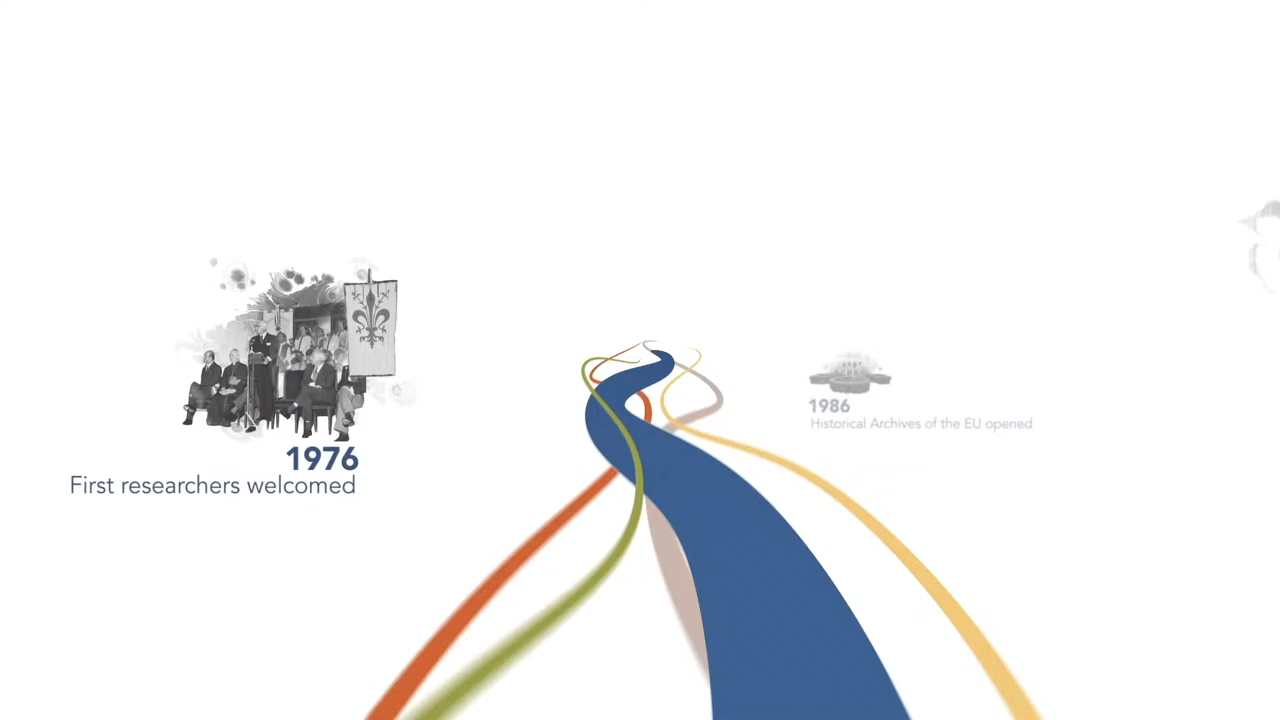 1976
First researchers welcomed
1986
Historical Archives of the EU opened